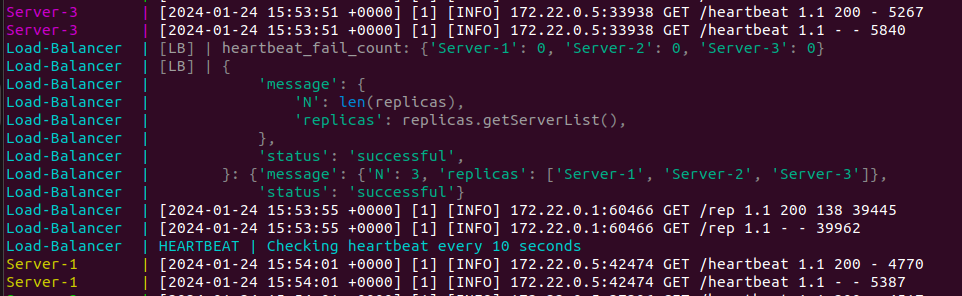 Server-3       | [2024-01-24 15:53:51 +0000] [1] [INFO] 172.22.0.5:33938 GET /heartbeat 1.1 200 - 5267
Server-3       | [2024-01-24 15:53:51 +0000] [1] [INFO] 172.22.0.5:33938 GET /heartbeat 1.1 - - 5840
Load-Balancer  | [LB] | heartbeat_fail_count: {'Server-1': 0, 'Server-2': 0, 'Server-3': 0}
Load-Balancer  | [LB] | {
Load-Balancer  |            'message': {
Load-Balancer  |                'N': len(replicas),
Load-Balancer  |                'replicas': replicas.getServerList(),
Load-Balancer  |            },
Load-Balancer  |            'status': 'successful',
Load-Balancer  |        }: {'message': {'N': 3, 'replicas': ['Server-1', 'Server-2', 'Server-3']},
Load-Balancer  |            'status': 'successful'}
Load-Balancer  | [2024-01-24 15:53:55 +0000] [1] [INFO] 172.22.0.1:60466 GET /rep 1.1 200 138 39445
Load-Balancer  | [2024-01-24 15:53:55 +0000] [1] [INFO] 172.22.0.1:60466 GET /rep 1.1 - - 39962
Load-Balancer  | HEARTBEAT | Checking heartbeat every 10 seconds
Server-1       | [2024-01-24 15:54:01 +0000] [1] [INFO] 172.22.0.5:42474 GET /heartbeat 1.1 200 - 4770
Server-1       | [2024-01-24 15:54:01 +0000] [1] [INFO] 172.22.0.5:42474 GET /heartbeat 1.1 - - 5387